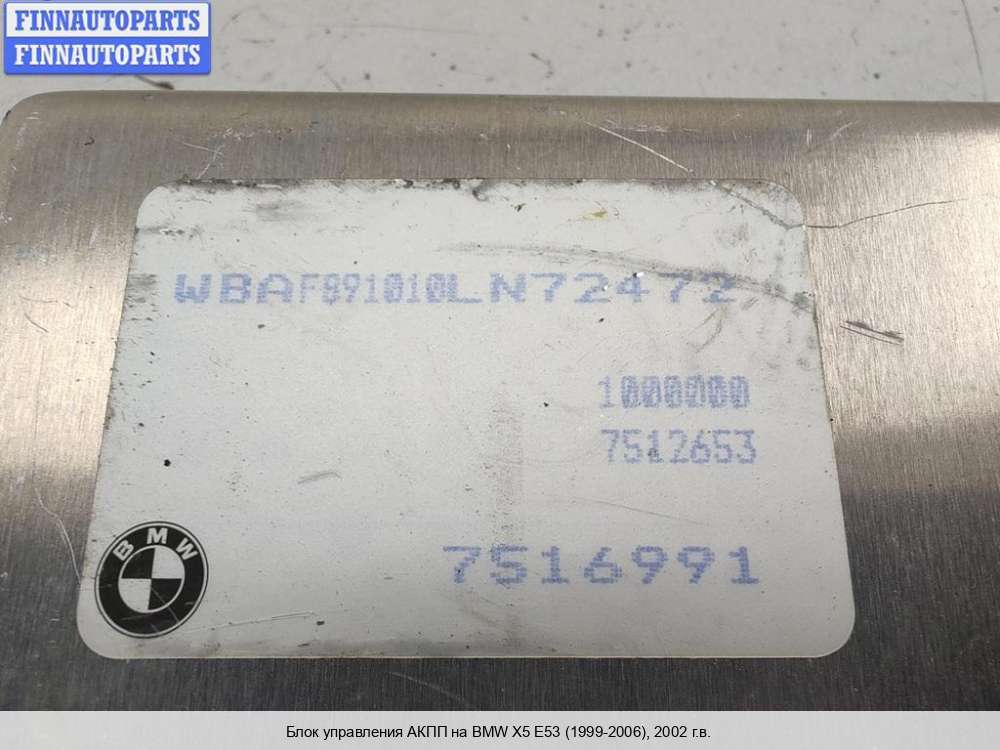 FINNAUTOPARTS
FINNAUTOPARTS
WBAF891010LN72472
1000000
7512653
7516991
BMW
Блок управления АКПП на BMW X5 E53 (1999-2006), 2002 г.в.